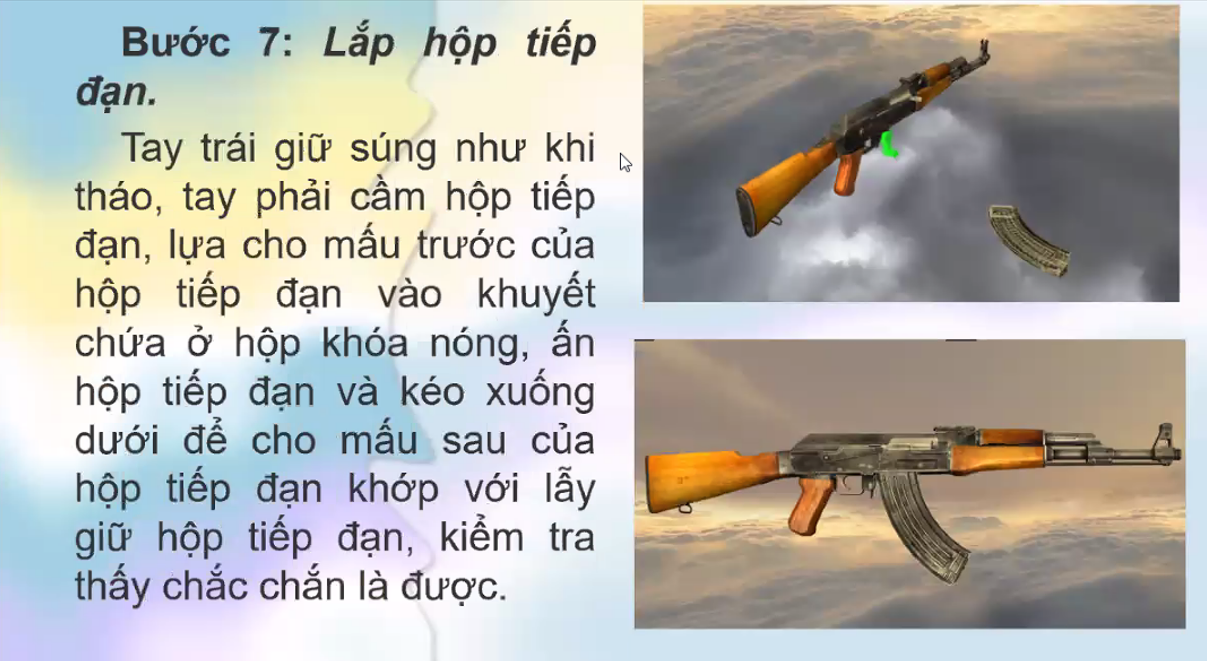 Bước 7: Lắp hộp tiếp
đạn.
Tay trái giữ súng như khi
tháo, tay phải cầm hộp tiếp
đạn, lựa cho mấu trước của
hộp tiếp đạn vào khuyết
chứa ở hộp khóa nóng, ấn
hộp tiếp đạn và kéo xuống
dưới để cho mấu sau của
hộp tiếp đạn khớp với lẫy
giữ hộp tiếp đạn, kiểm tra
thấy chắc chắn là được.